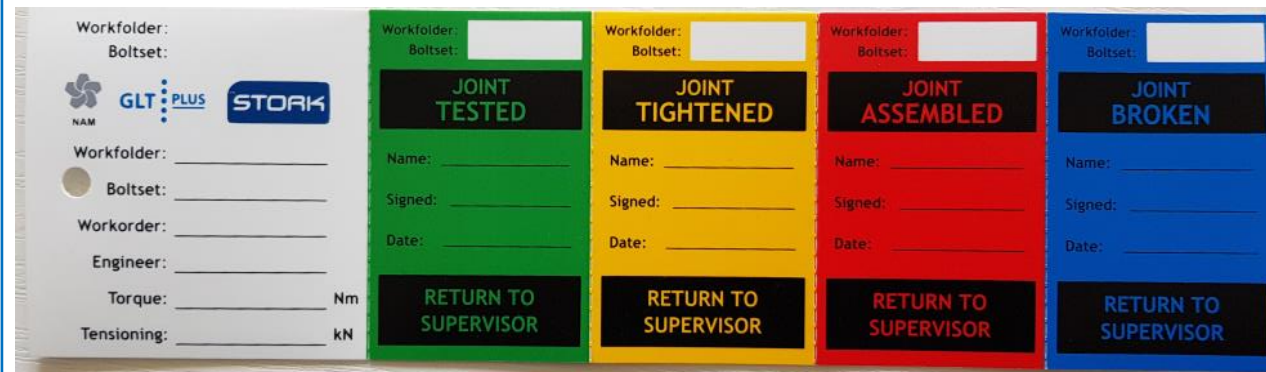 Workfolder:
Boltset:
NAM
GLT PLUS
STORK
Workfolder:
Boltset:
Workorder:
Engineer:
Torque: Nm
Tensioning: kN
Workfolder:
Boltset:
JOINT
TESTED
Name:
Signed:
Date:
RETURN TO
SUPERVISOR
Workfolder:
Boltset:
JOINT
TIGHTENED
Name:
Signed:
Date:
RETURN TO
SUPERVISOR
Workfolder:
Boltset:
JOINT
ASSEMBLED
Name:
Signed:
Date:
RETURN TO
SUPERVISOR
Workfolder:
Boltset:
JOINT
BROKEN
Name:
Signed:
Date:
RETURN TO
SUPERVISOR